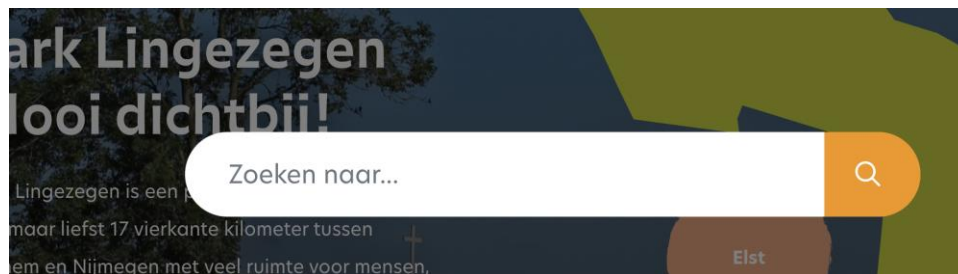 ark Lingezegen
looi dichtbij!
Zoeken naar...
Lingezegen is een
maar liefst 17 vierkante kilometer tussen
hem en Nijmegen met veel ruimte voor mensen,
Elst